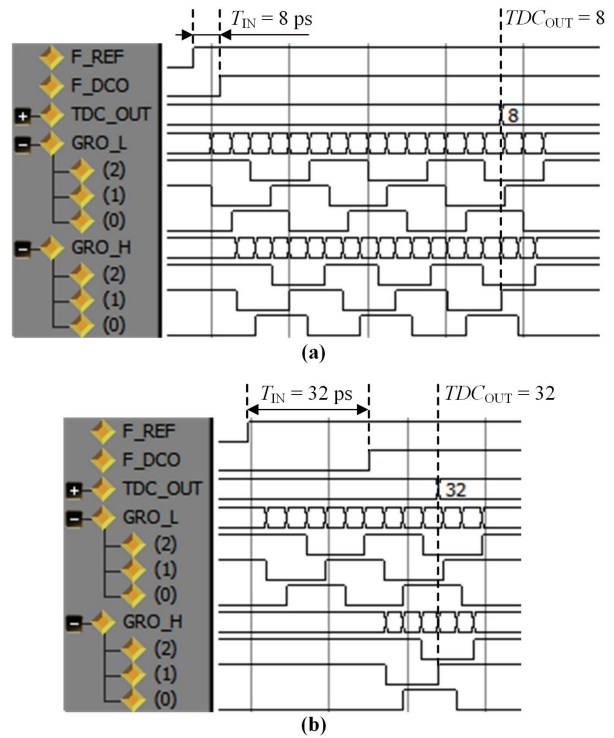 T_IN = 8 ps
TDC_OUT = 8
F_REF
F_DCO
TDC_OUT
8
GRO_L
(2)
(1)
(0)
GRO_H
(2)
(1)
(0)
(a)
T_IN = 32 ps
TDC_OUT = 32
F_REF
F_DCO
TDC_OUT
32
GRO_L
(2)
(1)
(0)
GRO_H
(2)
(1)
(0)
(b)